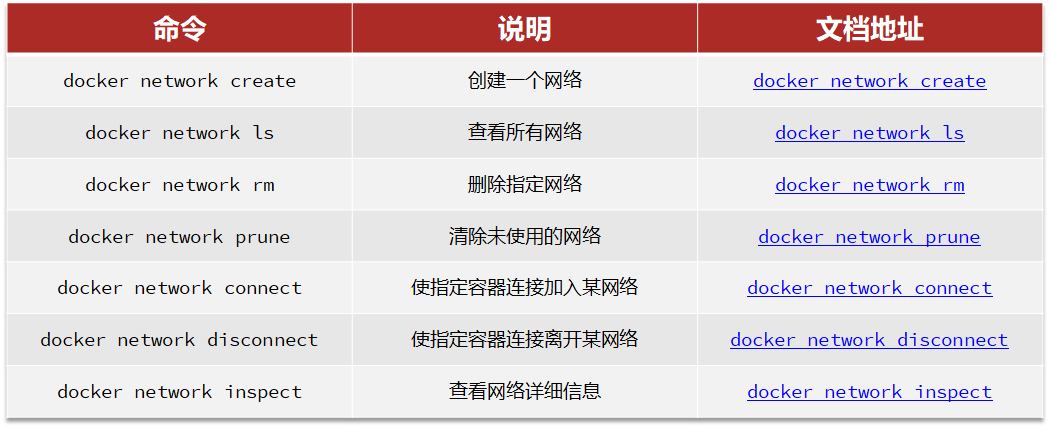 命令 说明 文档地址
docker network create 创建一个网络 docker network create
docker network ls 查看所有网络 docker network ls
docker network rm 删除指定网络 docker network rm
docker network prune 清除未使用的网络 docker network prune
docker network connect 使指定容器连接加入某网络 docker network connect
docker network disconnect 使指定容器连接离开某网络 docker network disconnect
docker network inspect 查看网络详细信息 docker network inspect